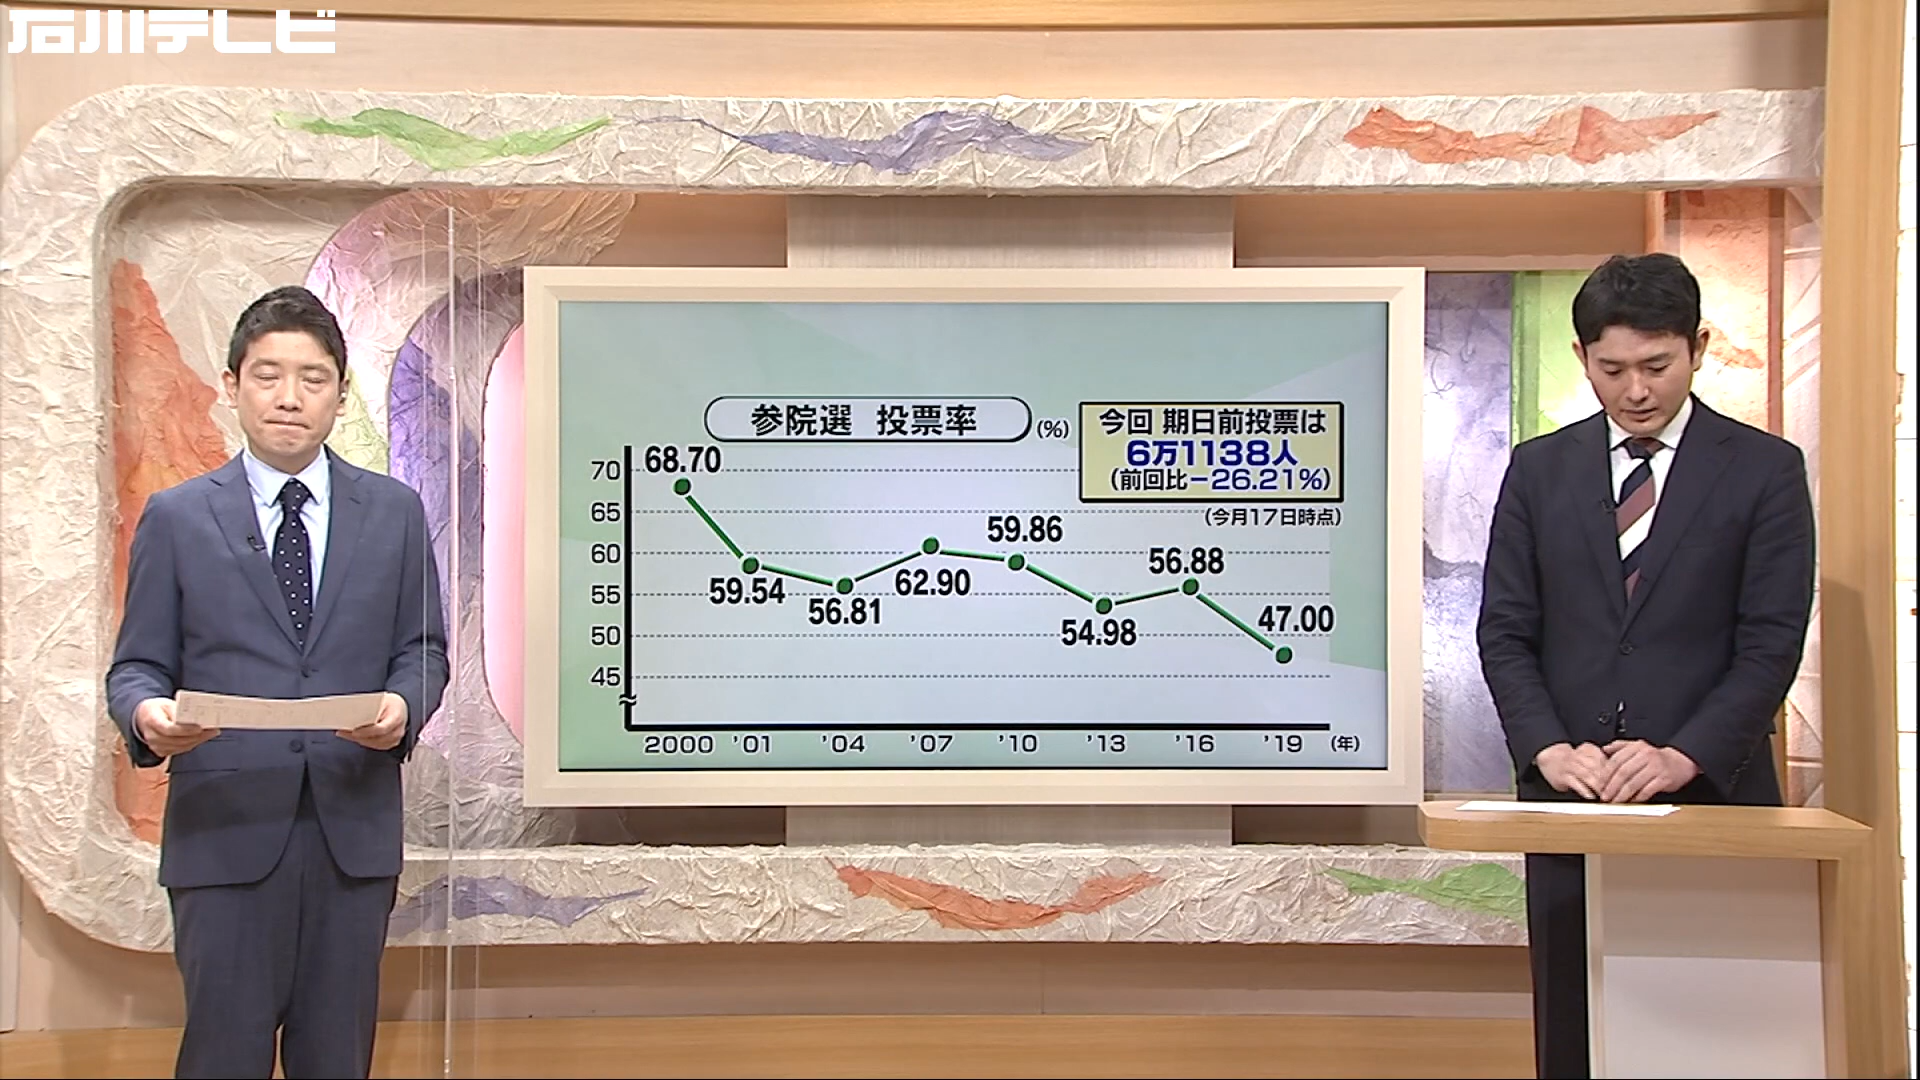 石川テレビ
参院選 投票率
(%)
今回 期日前投票は
6万1138人
(前回比-26.21%)
(今月17日時点)
70
65
60
55
50
45
68.70
59.54
56.81
62.90
59.86
54.98
56.88
47.00
2000 '01 '04 '07 '10 '13 '16 '19 (年)